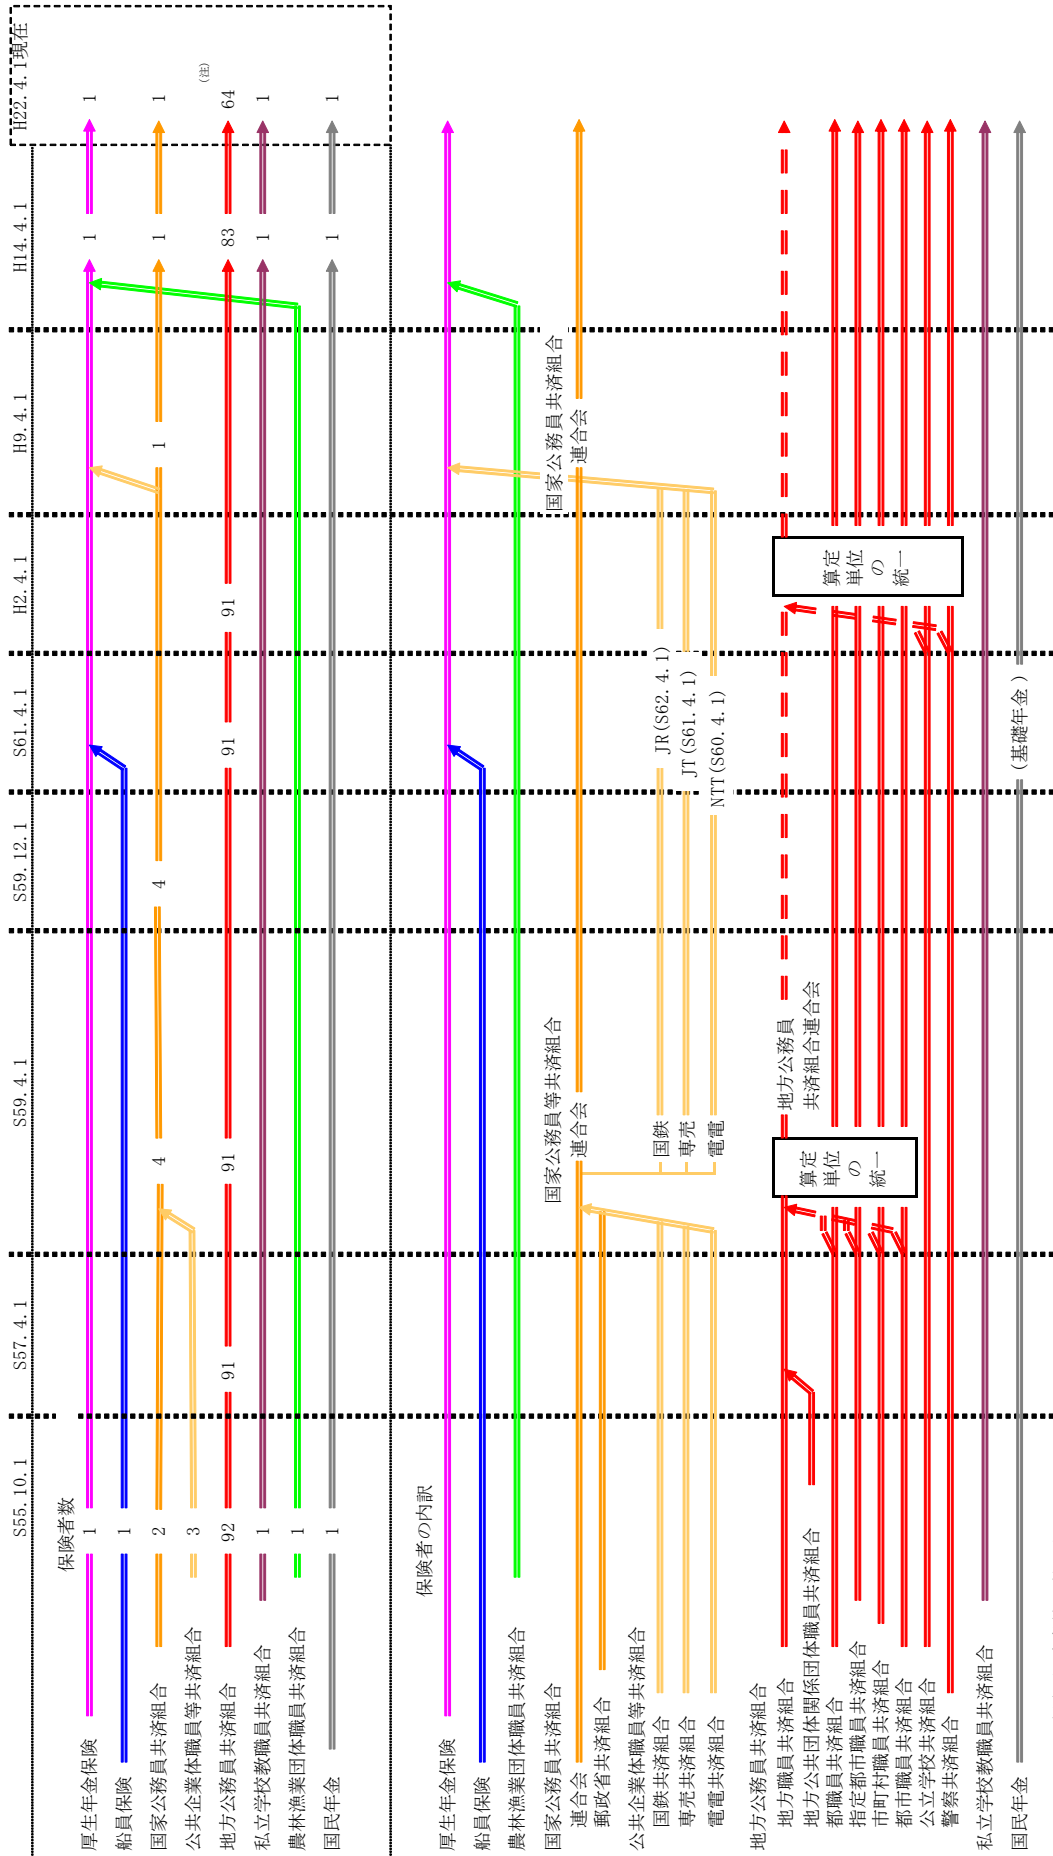 S55.10.1
S57.4.1
S59.4.1
S59.12.1
S61.4.1
H2.4.1
H9.4.1
H14.4.1
H22.4.1現在
保険者数
厚生年金保険 1 1 1
船員保険 1
国家公務員共済組合 2 4 4 1 1 1
公共企業体職員等共済組合 3
地方公務員共済組合 92 91 91 91 91 83 64
(注)
私立学校教職員共済組合 1 1 1
農林漁業団体職員共済組合 1
国民年金 1 1 1
保険者の内訳
厚生年金保険
船員保険
農林漁業団体職員共済組合
国家公務員共済組合
連合会
郵政省共済組合
国家公務員等共済組合
連合会
国家公務員共済組合
連合会
公共企業体職員等共済組合
国鉄共済組合 国鉄 JR(S62.4.1)
専売共済組合 専売 JT(S61.4.1)
電電共済組合 電電 NTT(S60.4.1)
地方公務員共済組合
地方職員共済組合
地方公共団体関係団体職員共済組合
都職員共済組合
指定都市職員共済組合
市町村職員共済組合
都市職員共済組合
公立学校共済組合
警察共済組合
算定
単位
の
統一
地方公務員
共済組合連合会
算定
単位
の
統一
私立学校教職員共済組合
国民年金 (基礎年金)